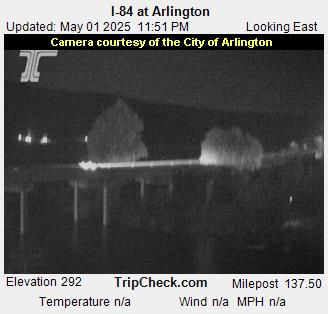 I-84 at Arlington
Updated: May 01 2025 11:51 PM Looking East
Camera courtesy of the City of Arlington
Elevation 292 TripCheck.com Milepost 137.50
Temperature n/a Wind n/a MPH n/a